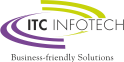 ITC INFOTECH
Business-friendly Solutions